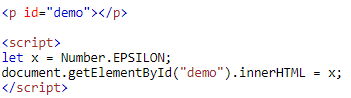 <p id="demo"></p>
<script>
let x = Number.EPSILON;
document.getElementById("demo").innerHTML = x;
</script>